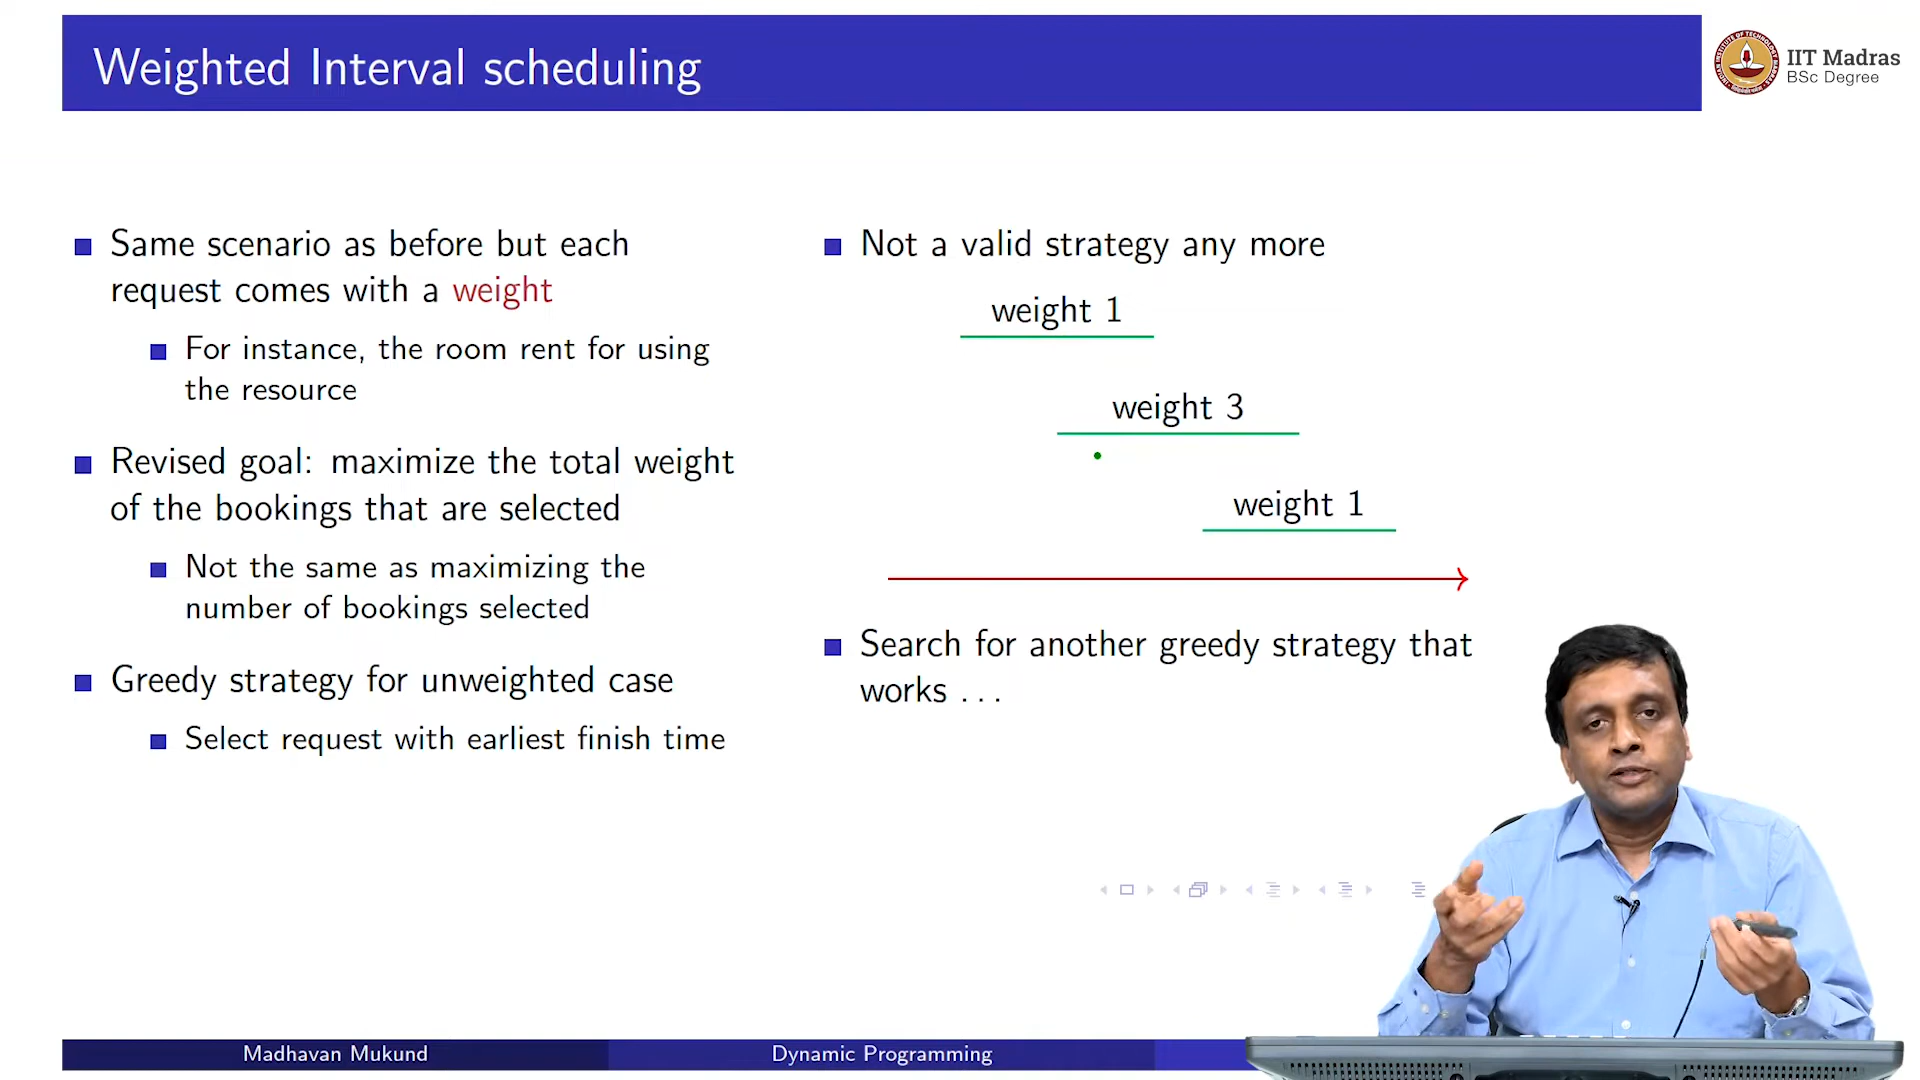 Weighted Interval scheduling
IIT Madras
BSc Degree
Same scenario as before but each
request comes with a weight
For instance, the room rent for using
the resource
Revised goal: maximize the total weight
of the bookings that are selected
Not the same as maximizing the
number of bookings selected
Greedy strategy for unweighted case
Select request with earliest finish time
Not a valid strategy any more
weight 1
weight 3
weight 1
Search for another greedy strategy that
works ...
Madhavan Mukund
Dynamic Programming